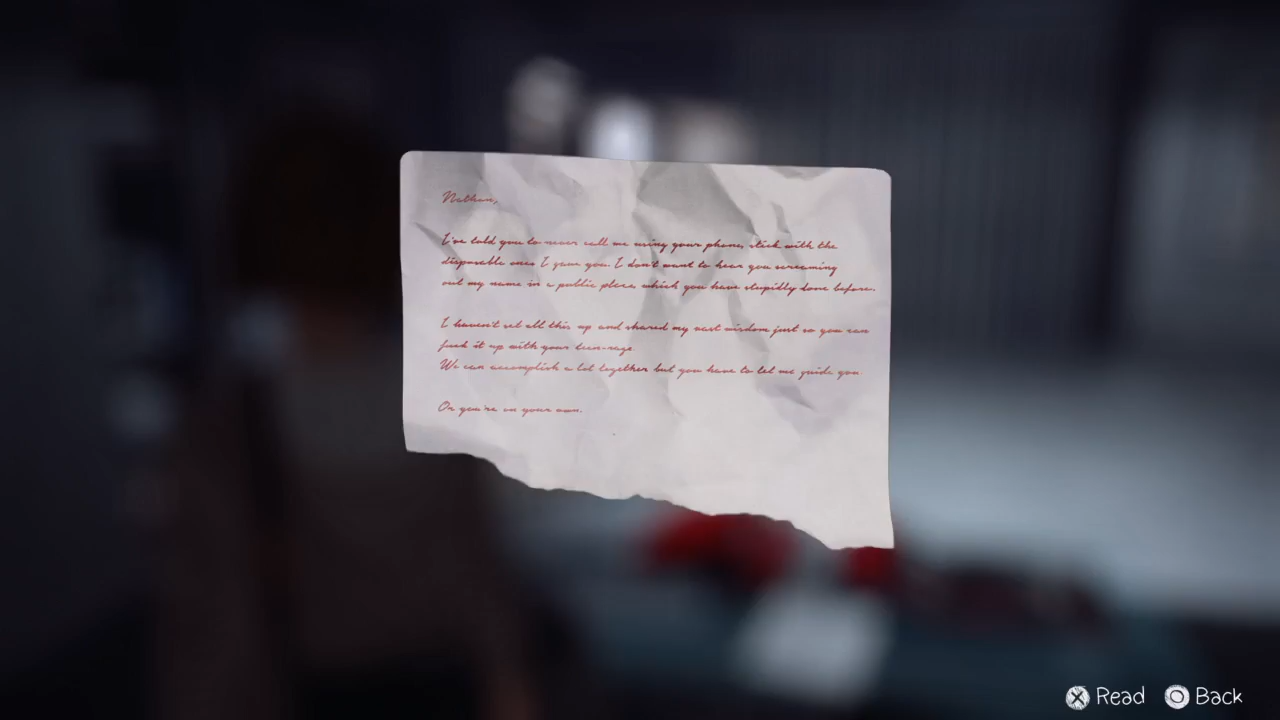 Nathan,
I've told you to never call me using your phone, stick with the
disposable ones I gave you. I don't want to hear you screaming
out my name in a public place, which you have stupidly done before.
I haven't set all this up and shared my vast wisdom just so you can
fuck it up with your teen-rage.
We can accomplish a lot together but you have to let me guide you.
Or you're on your own.
Read Back